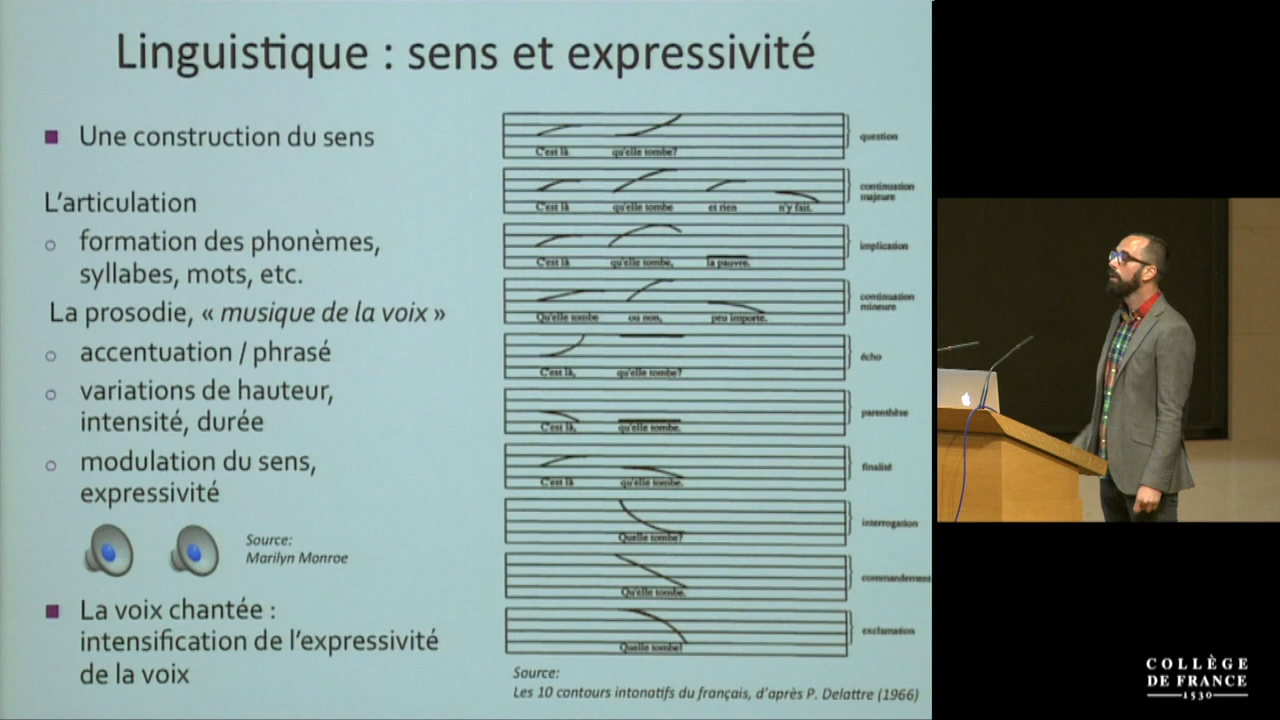 Linguistique : sens et expressivité
Une construction du sens
L'articulation
formation des phonèmes,
syllabes, mots, etc.
La prosodie, « musique de la voix »
accentuation / phrasé
variations de hauteur,
intensité, durée
modulation du sens,
expressivité
Source:
Marilyn Monroe
La voix chantée :
intensification de l'expressivité
de la voix
C'est là qu'elle tombe?
question
C'est là qu'elle tombe et rien n'y fait.
continuation
majeure
C'est là qu'elle tombe, la pauvre.
implication
Qu'elle tombe ou non, peu importe.
continuation
mineure
C'est là, qu'elle tombe?
écho
C'est là, qu'elle tombe.
parenthèse
C'est là qu'elle tombe.
finalité
Quelle tombe?
interrogation
Qu'elle tombe.
commandement
Quelle tombe!
exclamation
Source:
Les 10 contours intonatifs du français, d'après P. Delattre (1966)
COLLÈGE
DE FRANCE
1530